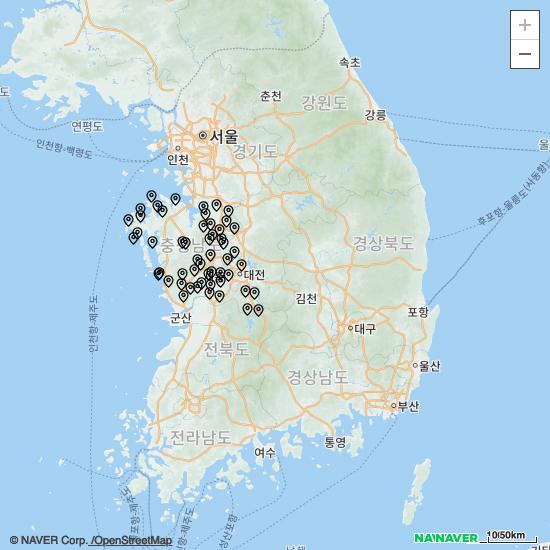 +
−
속초
춘천
강원도
강릉
연평도
서울
인천
경기도
인천항-백령도
후포항-울릉도(사동항)
울
충청남
경상북도
대전
김천
포항
군산
대구
인천항-제주도
전북도
경상남도
울산
부산
전라남도
통영
여수
© NAVER Corp. /OpenStreetMap
NAVER
10/50km